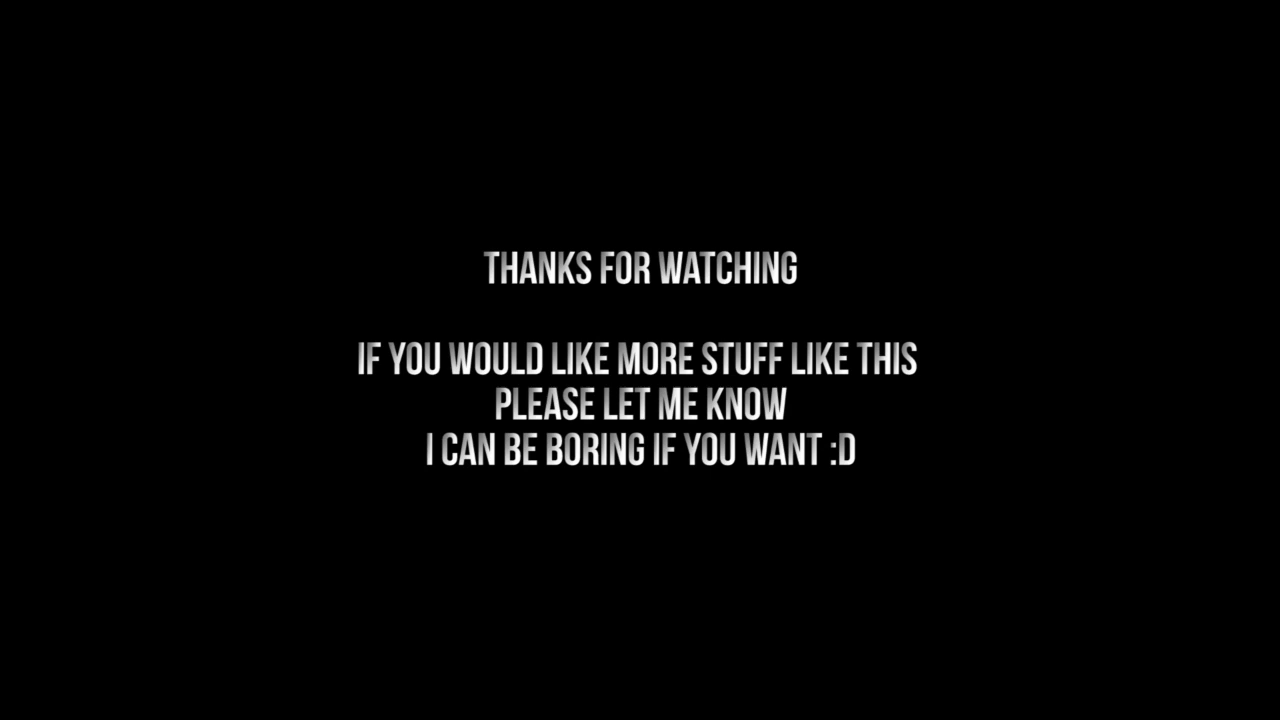 THANKS FOR WATCHING
IF YOU WOULD LIKE MORE STUFF LIKE THIS
PLEASE LET ME KNOW
I CAN BE BORING IF YOU WANT :D